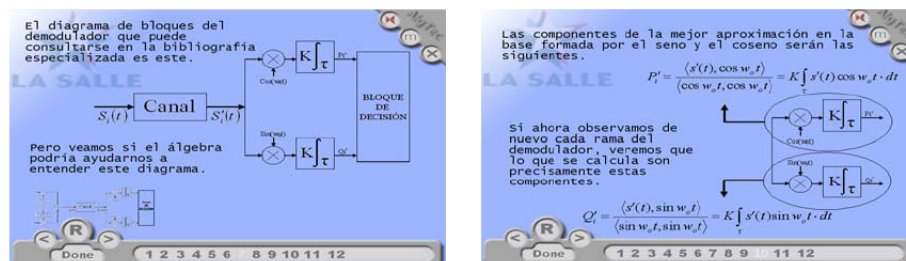 El diagrama de bloques del
demodulador que puede
consultarse en la bibliografía
especializada es este.
LA SALLE
Cos(wot)
K∫τ
Pi'
Si(t)
Canal
S'i(t)
BLOQUE
DE
DECISIÓN
Sin(wot)
K∫τ
Qi'
Pero veamos si el álgebra
podría ayudarnos a
entender este diagrama.
< R >
Done
1 2 3 4 5 6 7 8 9 10 11 12
m
Las componentes de la mejor aproximación en la
base formada por el seno y el coseno serán las
siguientes.
LA SALLE
P'i = ⟨s'(t), cos wot⟩ / ⟨cos wot, cos wot⟩ = K∫τ s'(t) cos wot · dt
Si ahora observamos de
nuevo cada rama del
demodulador, veremos que
lo que se calcula son
precisamente estas
componentes.
Cos(wot)
K∫τ
Pi'
Sin(wot)
K∫τ
Qi'
Q'i = ⟨s'(t), sin wot⟩ / ⟨sin wot, sin wot⟩ = K∫τ s'(t) sin wot · dt
< R >
Done
1 2 3 4 5 6 7 8 9 10 11 12
m